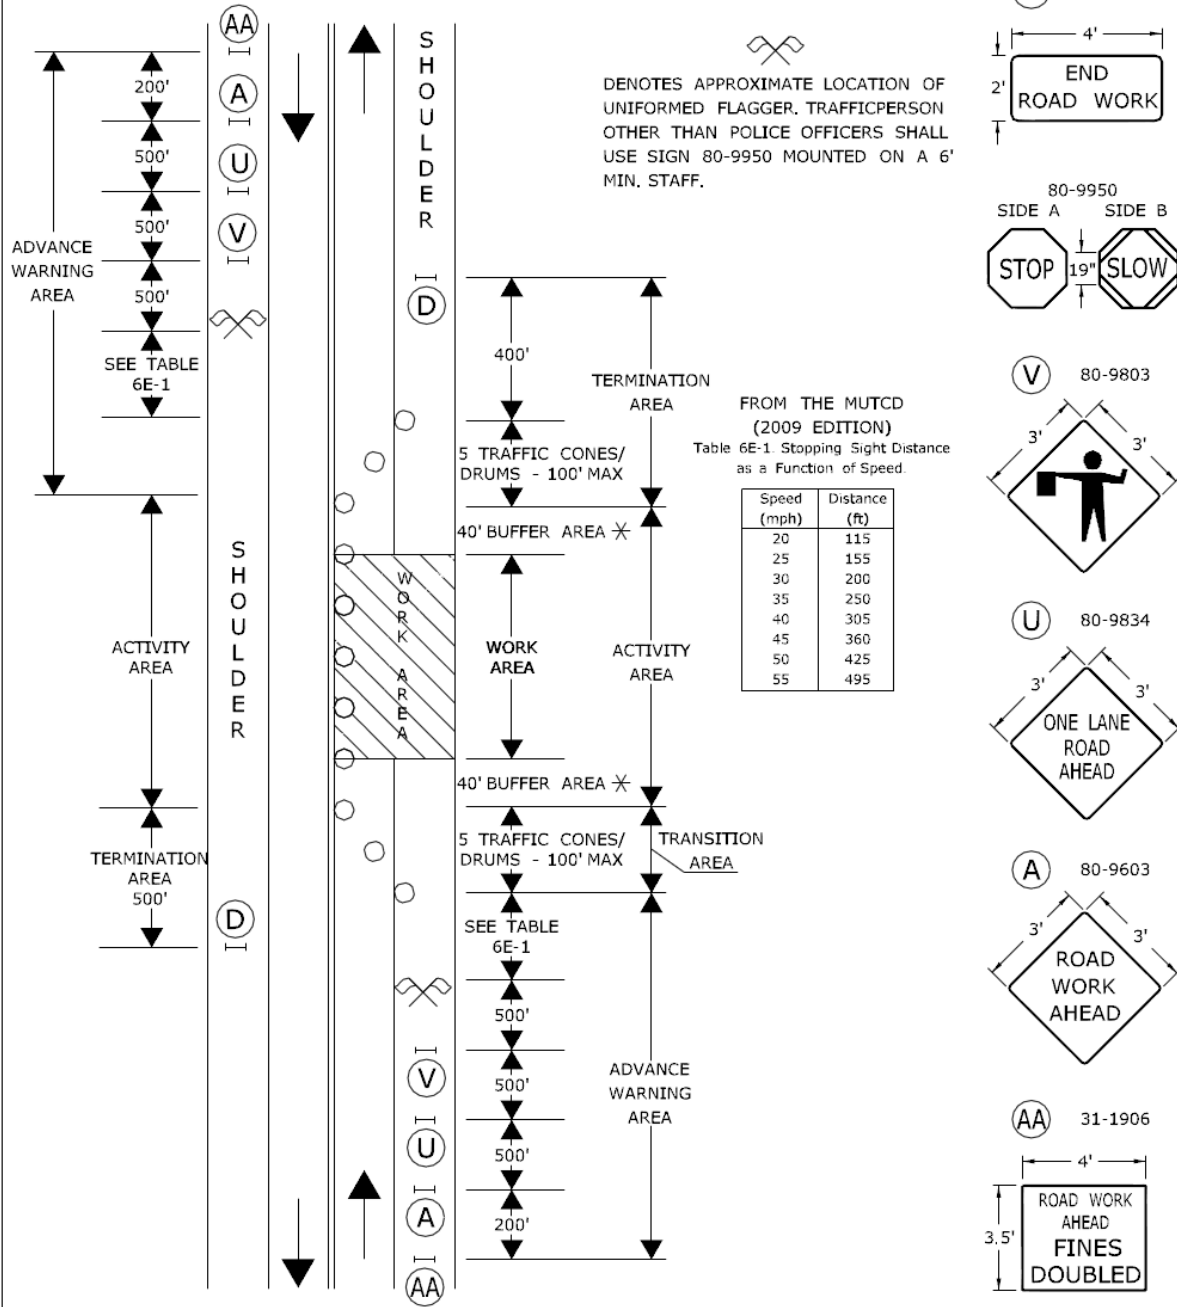 AA
200'
A
500'
U
500'
V
500'
ADVANCE
WARNING
AREA
SEE TABLE
6E-1
SHOULDER
ACTIVITY
AREA
TERMINATION
AREA
500'
D
SHOULDER
D
400'
TERMINATION
AREA
5 TRAFFIC CONES/
DRUMS - 100' MAX
40' BUFFER AREA *
WORK AREA
WORK
AREA
ACTIVITY
AREA
40' BUFFER AREA *
5 TRAFFIC CONES/
DRUMS - 100' MAX
TRANSITION
AREA
SEE TABLE
6E-1
500'
V
500'
U
500'
A
200'
AA
ADVANCE
WARNING
AREA
DENOTES APPROXIMATE LOCATION OF
UNIFORMED FLAGGER. TRAFFICPERSON
OTHER THAN POLICE OFFICERS SHALL
USE SIGN 80-9950 MOUNTED ON A 6'
MIN. STAFF.
FROM THE MUTCD
(2009 EDITION)
Table 6E-1. Stopping Sight Distance
as a Function of Speed.
Speed Distance
(mph) (ft)
20 115
25 155
30 200
35 250
40 305
45 360
50 425
55 495
4'
2'
END
ROAD WORK
80-9950
SIDE A SIDE B
STOP 19" SLOW
V 80-9803
3' 3'
U 80-9834
3' 3'
ONE LANE
ROAD
AHEAD
A 80-9603
3' 3'
ROAD
WORK
AHEAD
AA 31-1906
4'
3.5'
ROAD WORK
AHEAD
FINES
DOUBLED